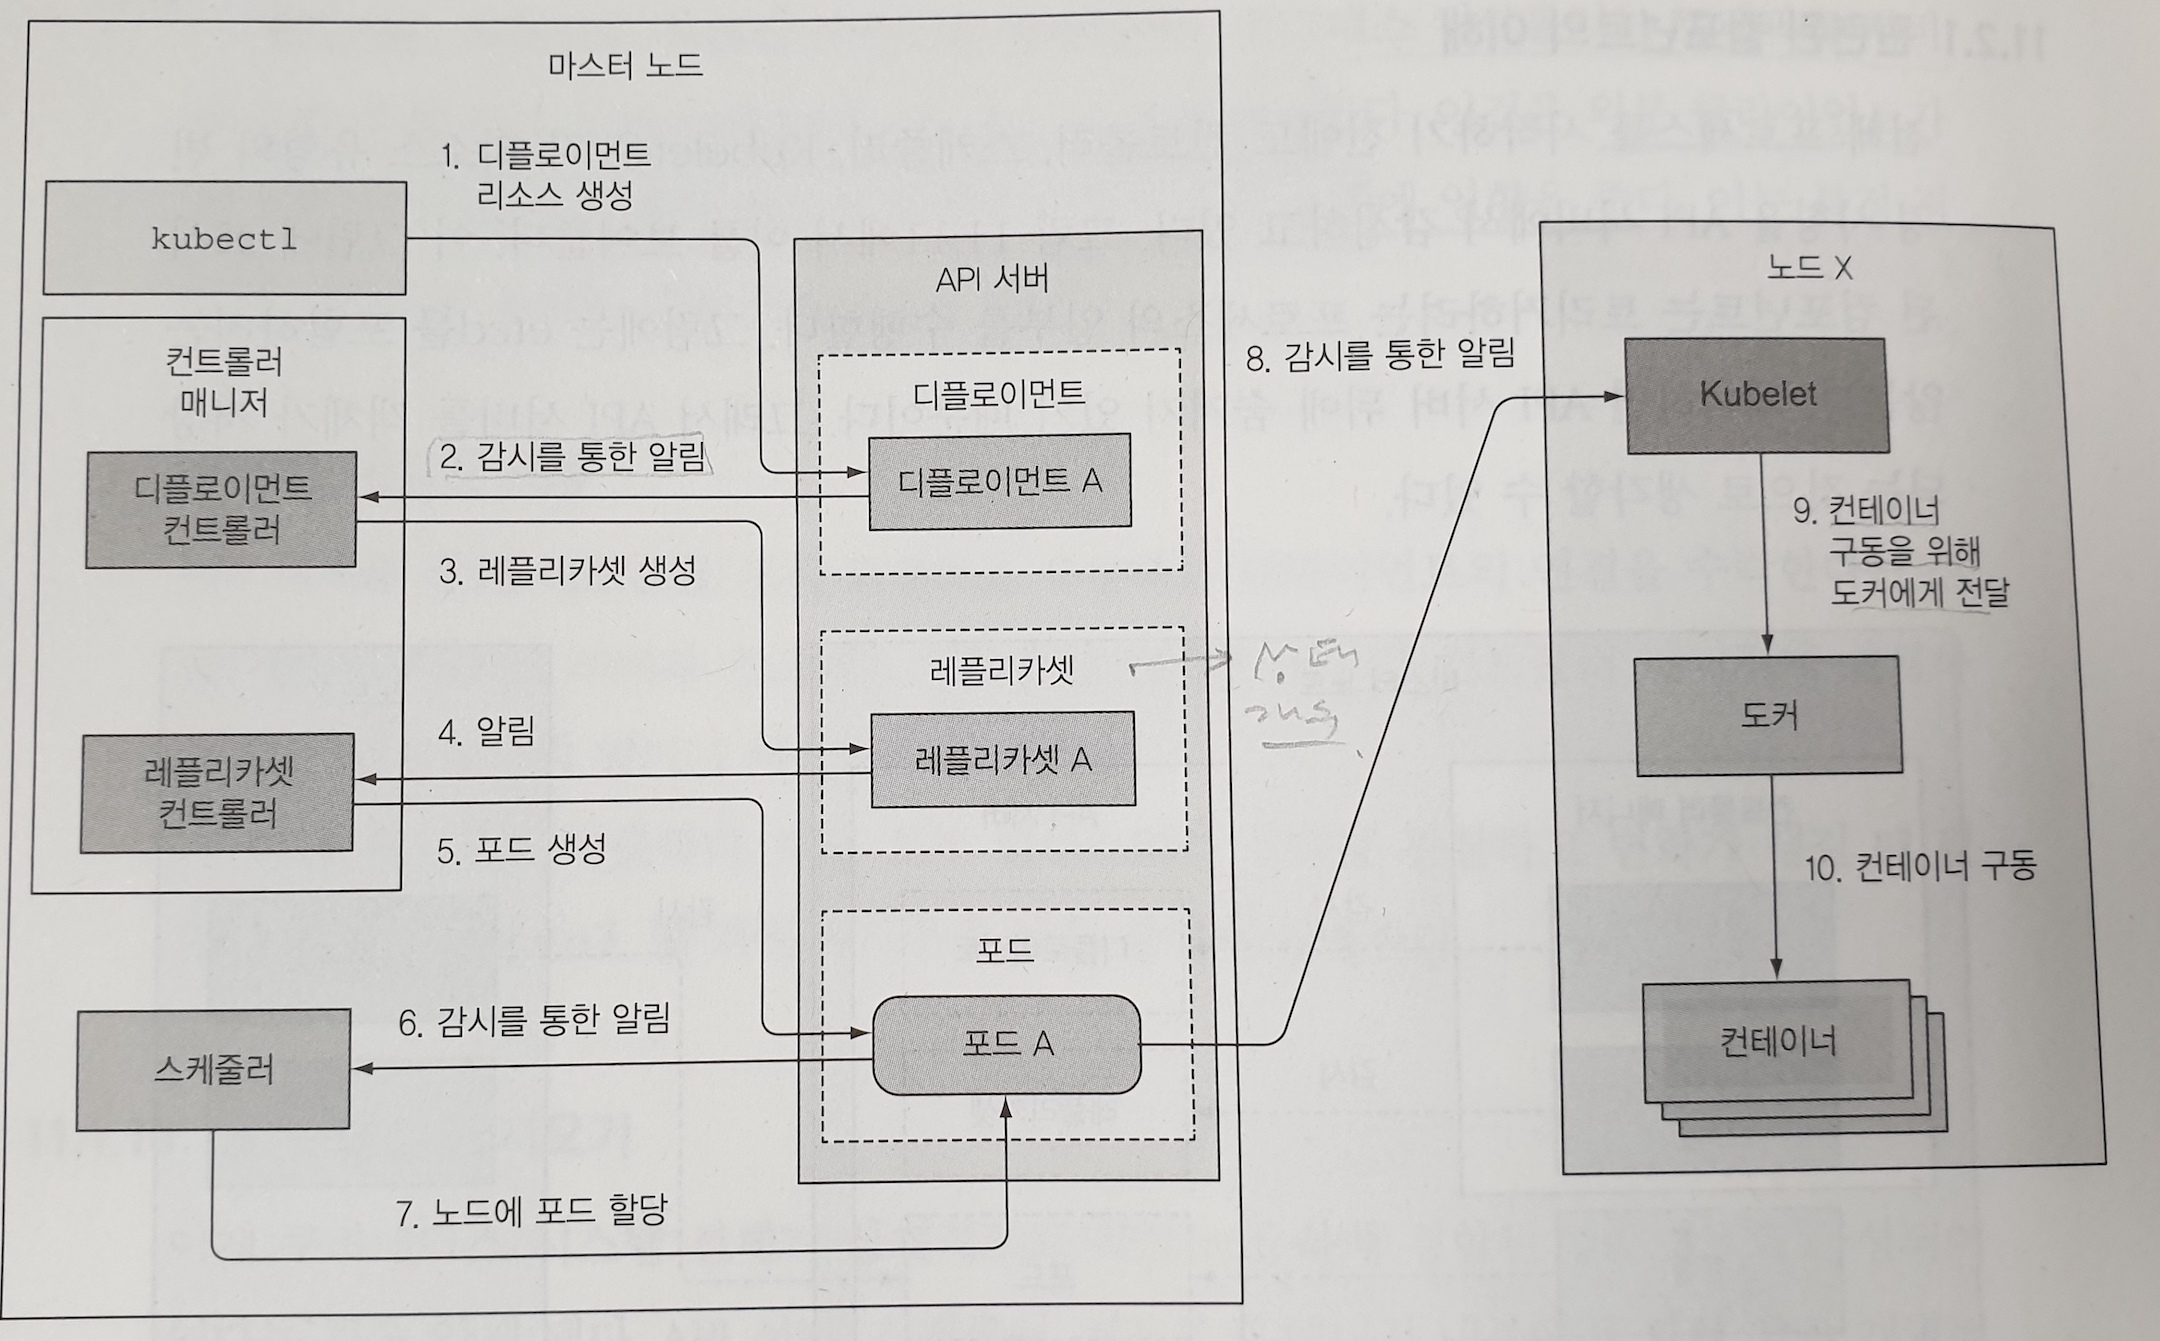 마스터 노드
1. 디플로이먼트
리소스 생성
kubectl
API 서버
노드 X
컨트롤러
매니저
디플로이먼트
8. 감시를 통한 알림
Kubelet
2. 감시를 통한 알림
디플로이먼트
컨트롤러
디플로이먼트 A
9. 컨테이너
구동을 위해
도커에게 전달
3. 레플리카셋 생성
레플리카셋
상태
도커
4. 알림
레플리카셋
컨트롤러
레플리카셋 A
5. 포드 생성
10. 컨테이너 구동
포드
6. 감시를 통한 알림
스케줄러
포드 A
컨테이너
7. 노드에 포드 할당